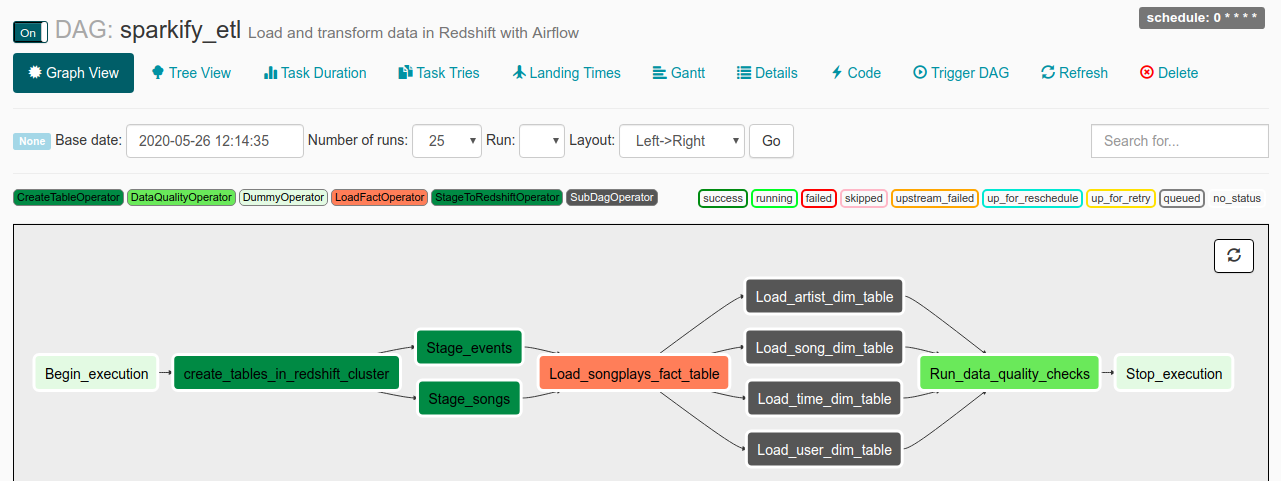 On DAG: sparkify_etl Load and transform data in Redshift with Airflow
schedule: 0 * * * *
Graph View Tree View Task Duration Task Tries Landing Times Gantt Details Code Trigger DAG Refresh Delete
None Base date: 2020-05-26 12:14:35 Number of runs: 25 Run: Layout: Left->Right Go Search for...
CreateTableOperator DataQualityOperator DummyOperator LoadFactOperator StageToRedshiftOperator SubDagOperator success running failed skipped upstream_failed up_for_reschedule up_for_retry queued no_status
Begin_execution
create_tables_in_redshift_cluster
Stage_events
Stage_songs
Load_songplays_fact_table
Load_artist_dim_table
Load_song_dim_table
Load_time_dim_table
Load_user_dim_table
Run_data_quality_checks
Stop_execution